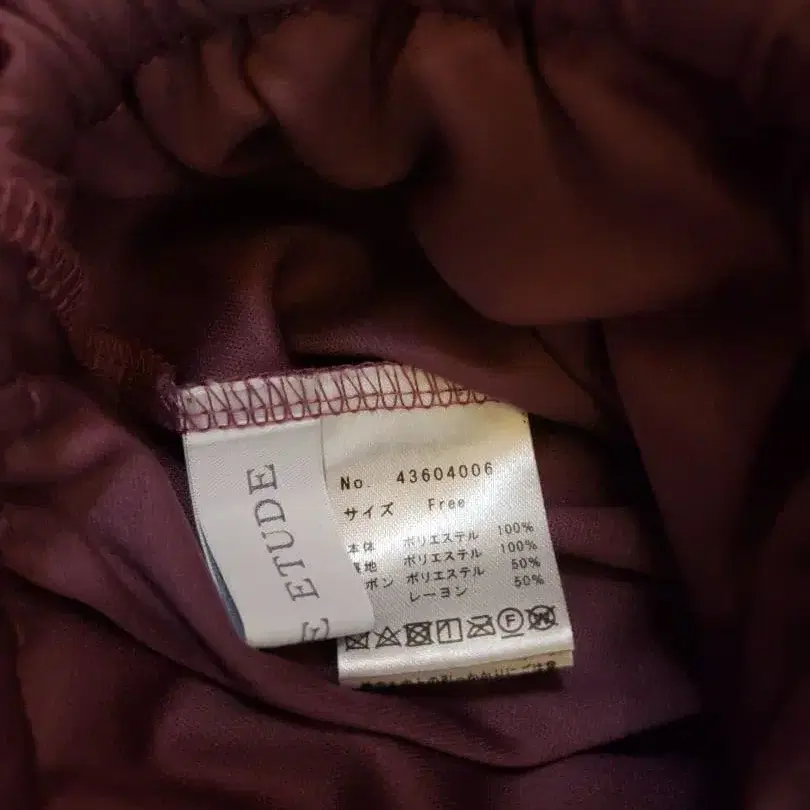 ETUDE
No. 43604006
サイズ Free
本体 ポリエステル 100%
裏地 ポリエステル 100%
ボン ポリエステル 50%
レーヨン 50%
F
W